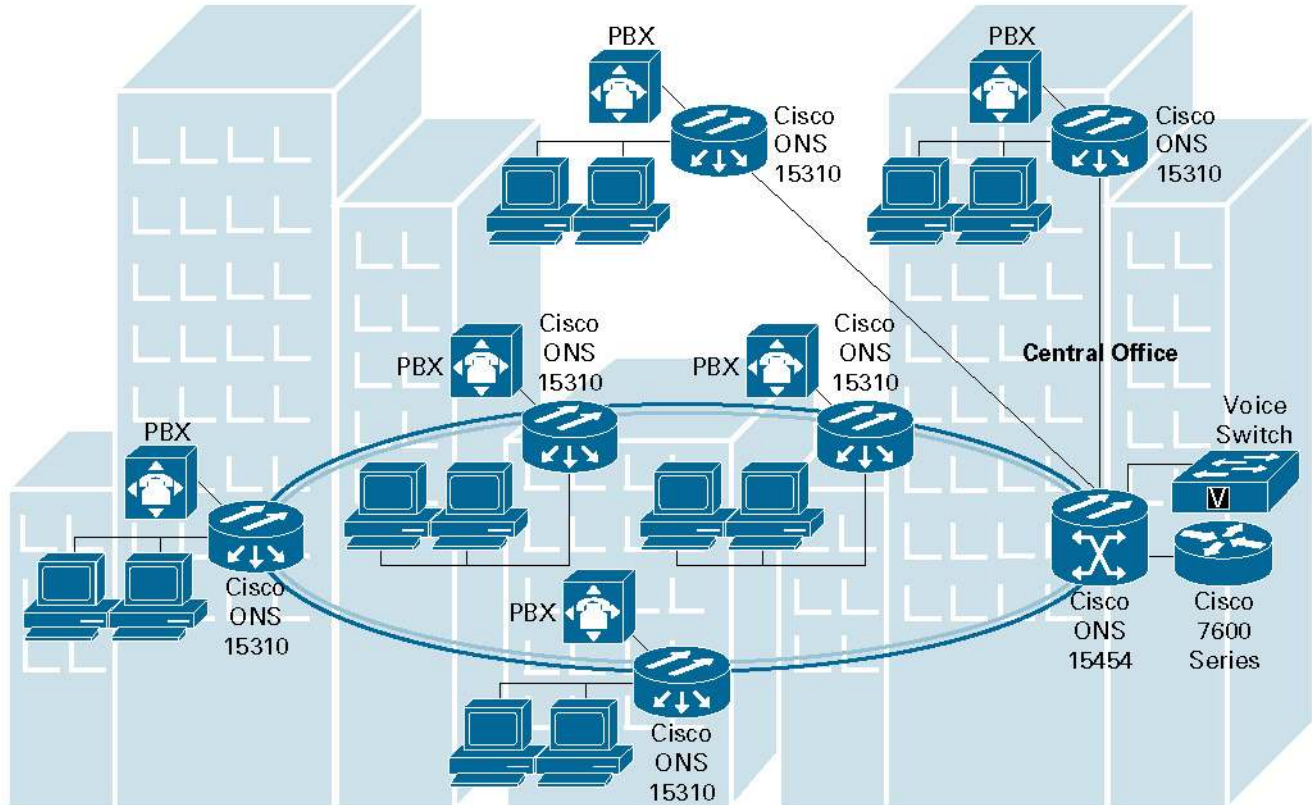 PBX
Cisco
ONS
15310
PBX
Cisco
ONS
15310
PBX
Cisco
ONS
15310
PBX
Cisco
ONS
15310
Central Office
Voice
Switch
V
PBX
Cisco
ONS
15310
PBX
Cisco
ONS
15310
Cisco
ONS
15454
Cisco
7600
Series